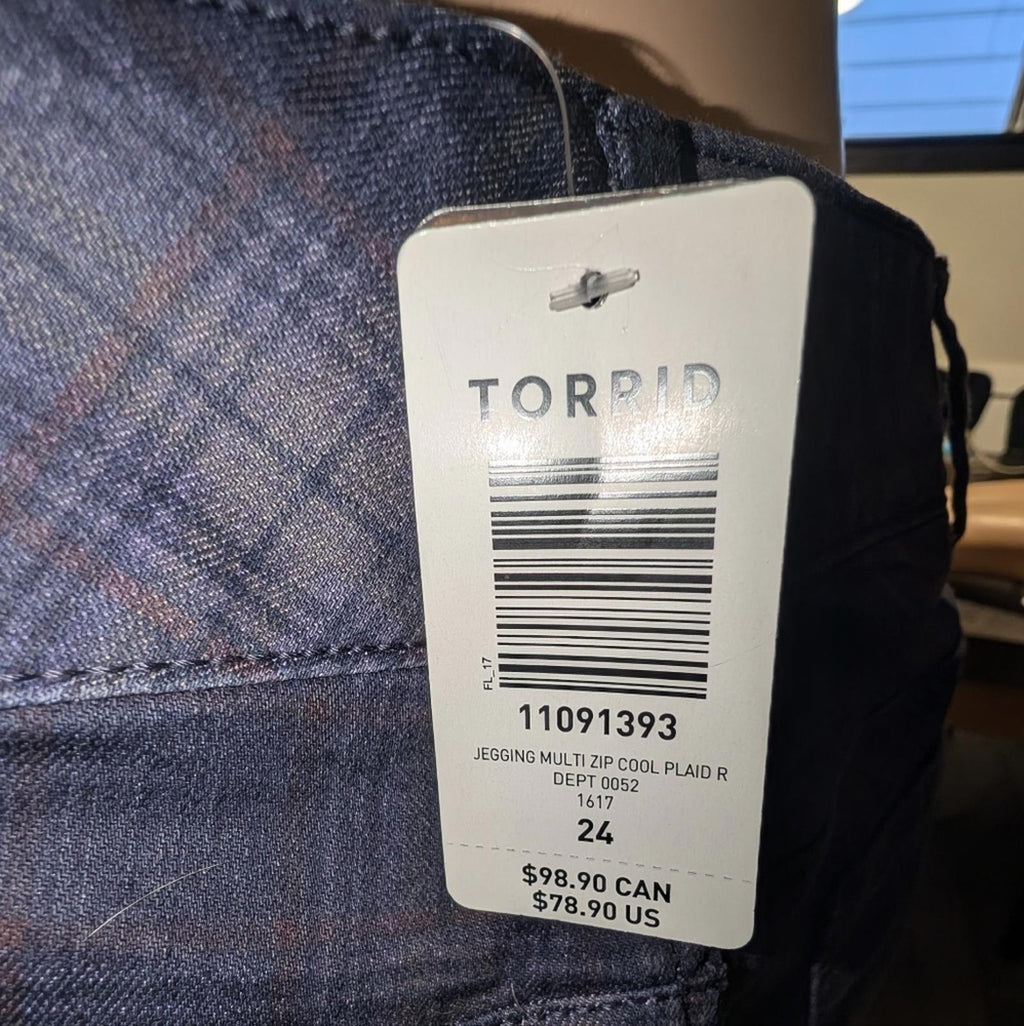 TORRID
FL_17
11091393
JEGGING MULTI ZIP COOL PLAID R
DEPT 0052
1617
24
$98.90 CAN
$78.90 US